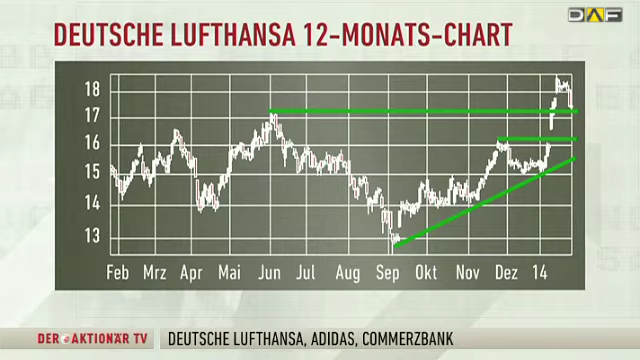 DAF
DEUTSCHE LUFTHANSA 12-MONATS-CHART
18
17
16
15
14
13
Feb Mrz Apr Mai Jun Jul Aug Sep Okt Nov Dez 14
DER AKTIONÄR TV
DEUTSCHE LUFTHANSA, ADIDAS, COMMERZBANK